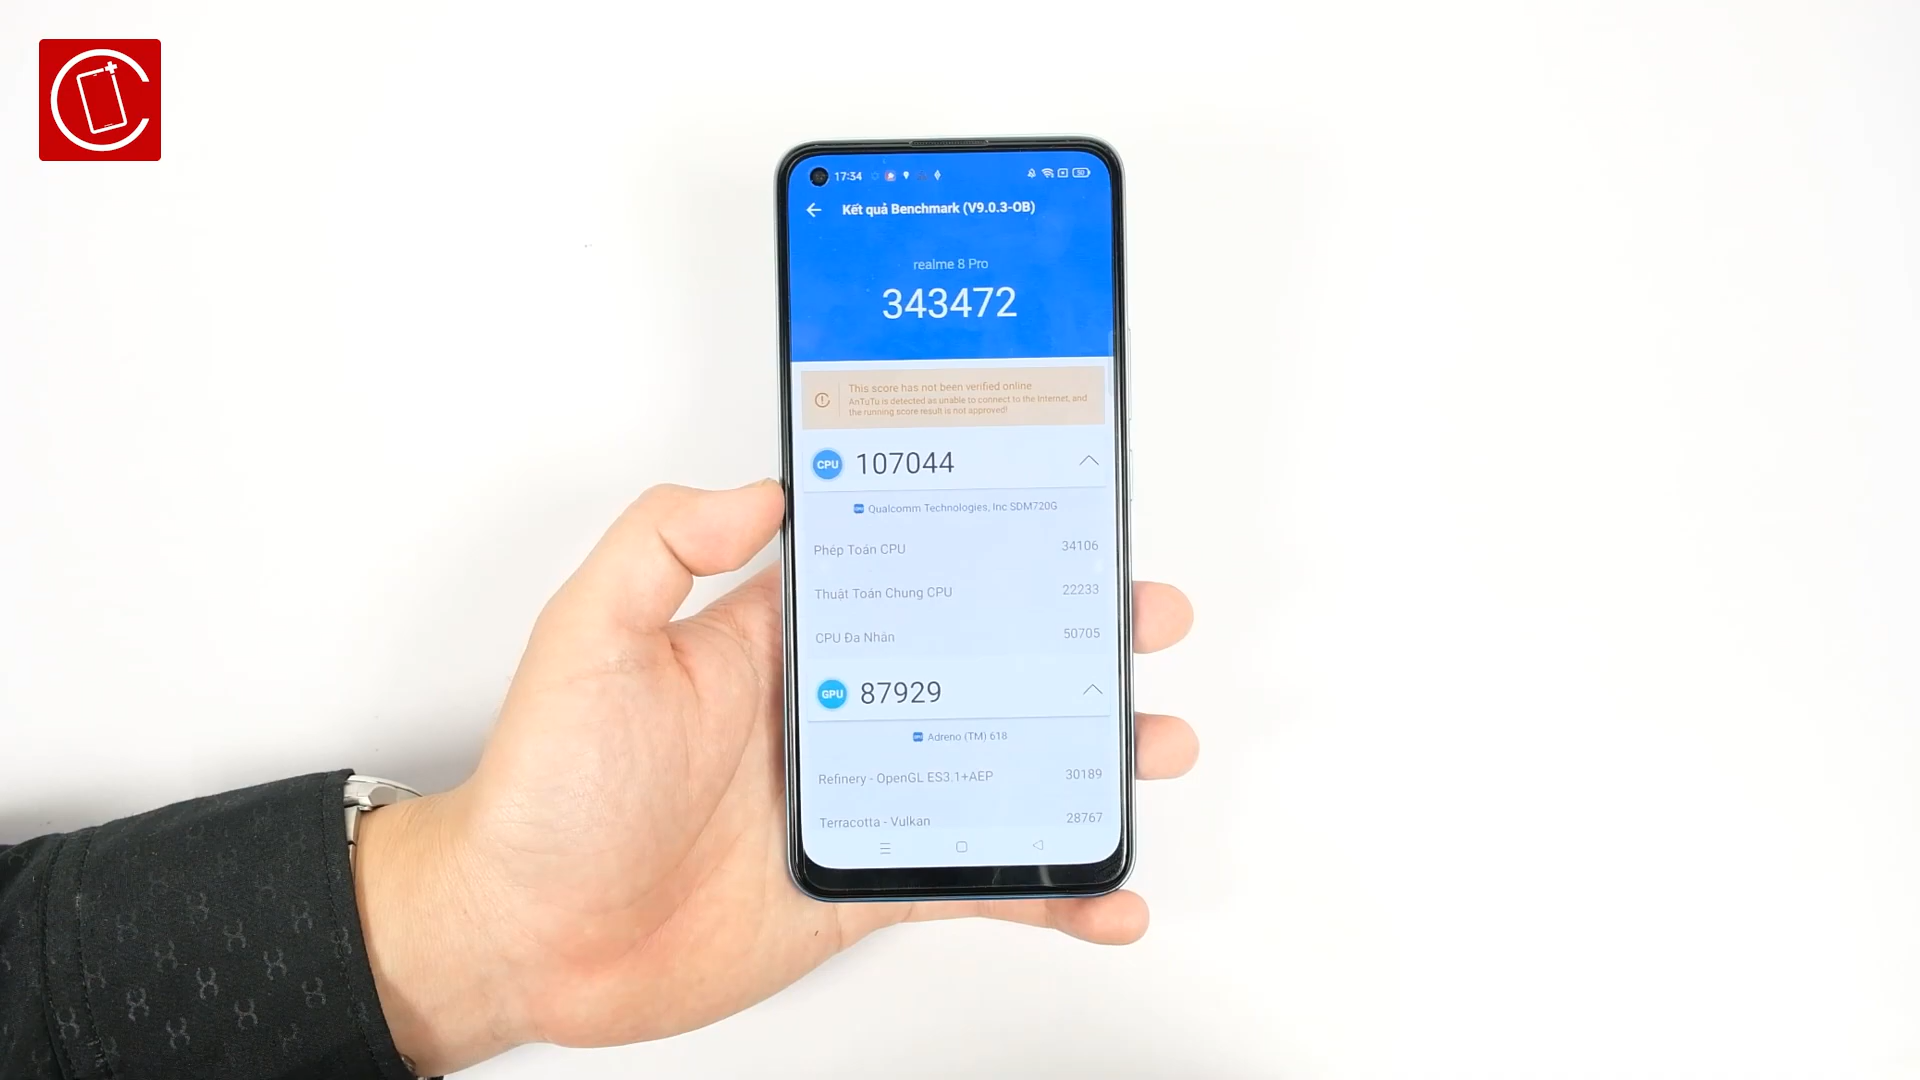 17:34
50
Kết quả Benchmark (V9.0.3-OB)
realme 8 Pro
343472
This score has not been verified online
AnTuTu is detected as unable to connect to the Internet, and
the running score result is not approved!
CPU 107044
Qualcomm Technologies, Inc SDM720G
Phép Toán CPU 34106
Thuật Toán Chung CPU 22233
CPU Đa Nhân 50705
GPU 87929
Adreno (TM) 618
Refinery - OpenGL ES3.1+AEP 30189
Terracotta - Vulkan 28767